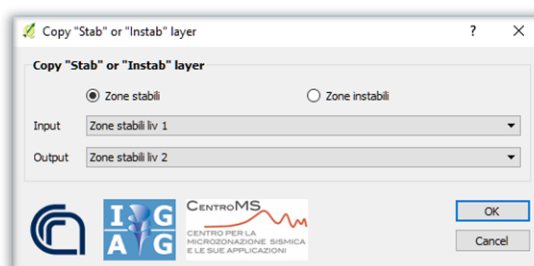 Copy "Stab" or "Instab" layer
?
Copy "Stab" or "Instab" layer
Zone stabili
Zone instabili
Input Zone stabili liv 1
Output Zone stabili liv 2
I G
A G
CENTROMS
CENTRO PER LA
MICROZONAZIONE SISMICA
E LE SUE APPLICAZIONI
OK
Cancel